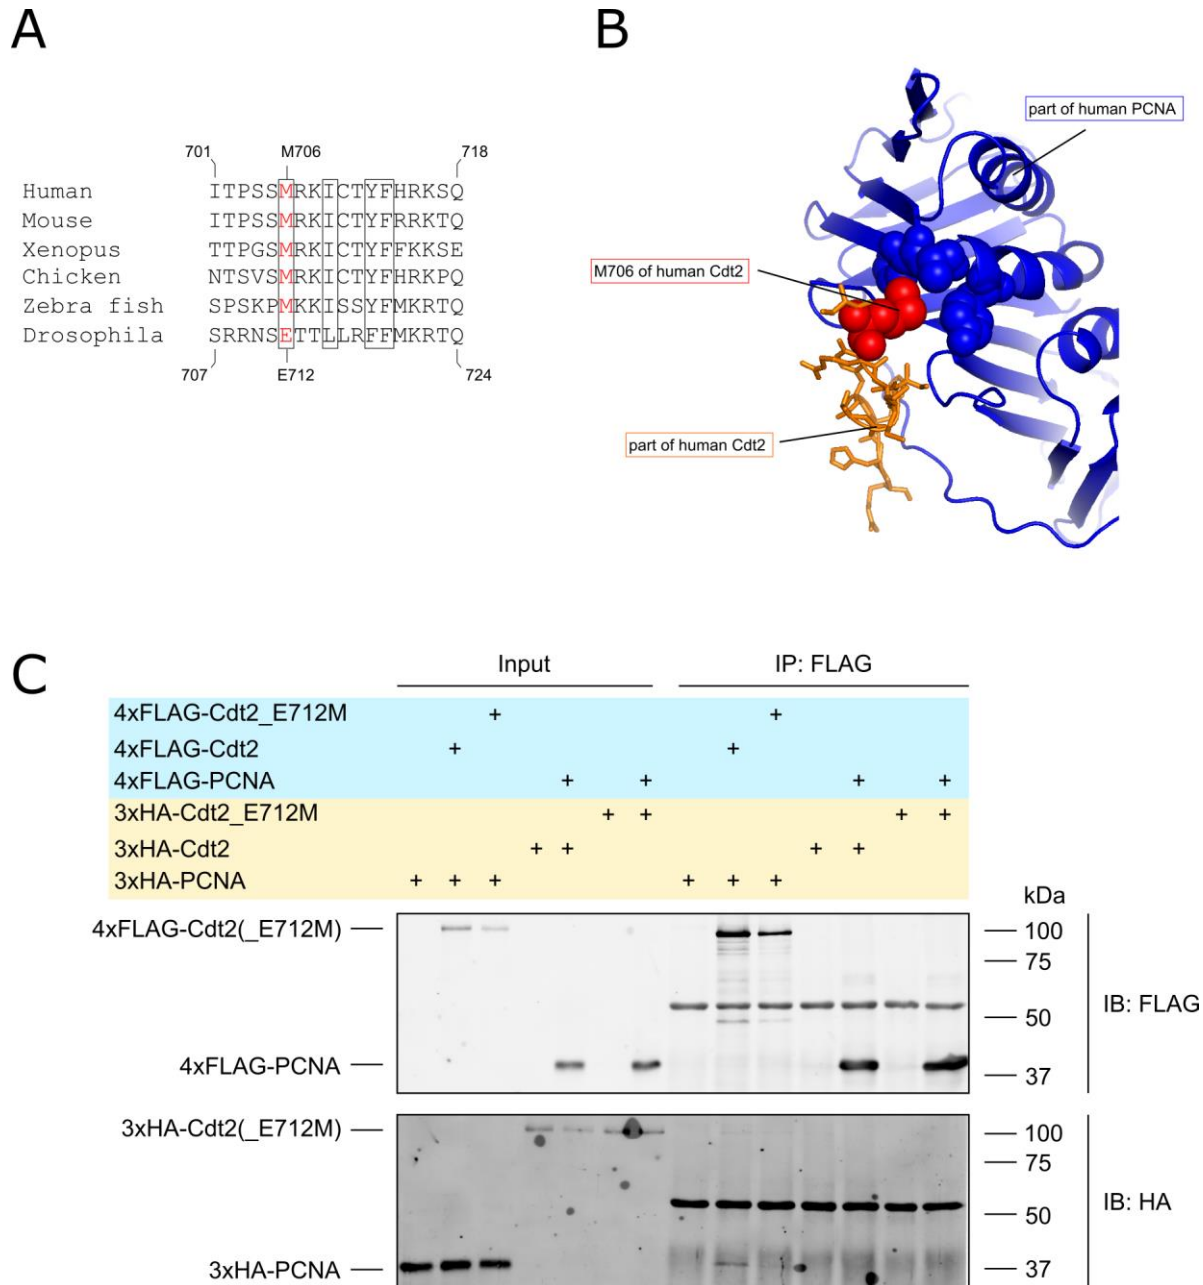 A
B
701 M706 718
Human ITPSSMRKICTYFHRKSQ
Mouse ITPSSMRKICTYFRRKTQ
Xenopus TTPGSMRKICTYFFKKSE
Chicken NTSVSMRKICTYFHRKPQ
Zebra fish SPSKPMKKISSYFMKRTQ
Drosophila SRRNSETTLLRFFMKRTQ
707 E712 724
part of human PCNA
M706 of human Cdt2
part of human Cdt2
C
Input IP: FLAG
4xFLAG-Cdt2_E712M + +
4xFLAG-Cdt2 + +
4xFLAG-PCNA + + + +
3xHA-Cdt2_E712M + + + +
3xHA-Cdt2 + + + +
3xHA-PCNA + + + + + +
kDa
4xFLAG-Cdt2(_E712M)
100
75
50
4xFLAG-PCNA
37
IB: FLAG
3xHA-Cdt2(_E712M)
100
75
50
3xHA-PCNA
37
IB: HA